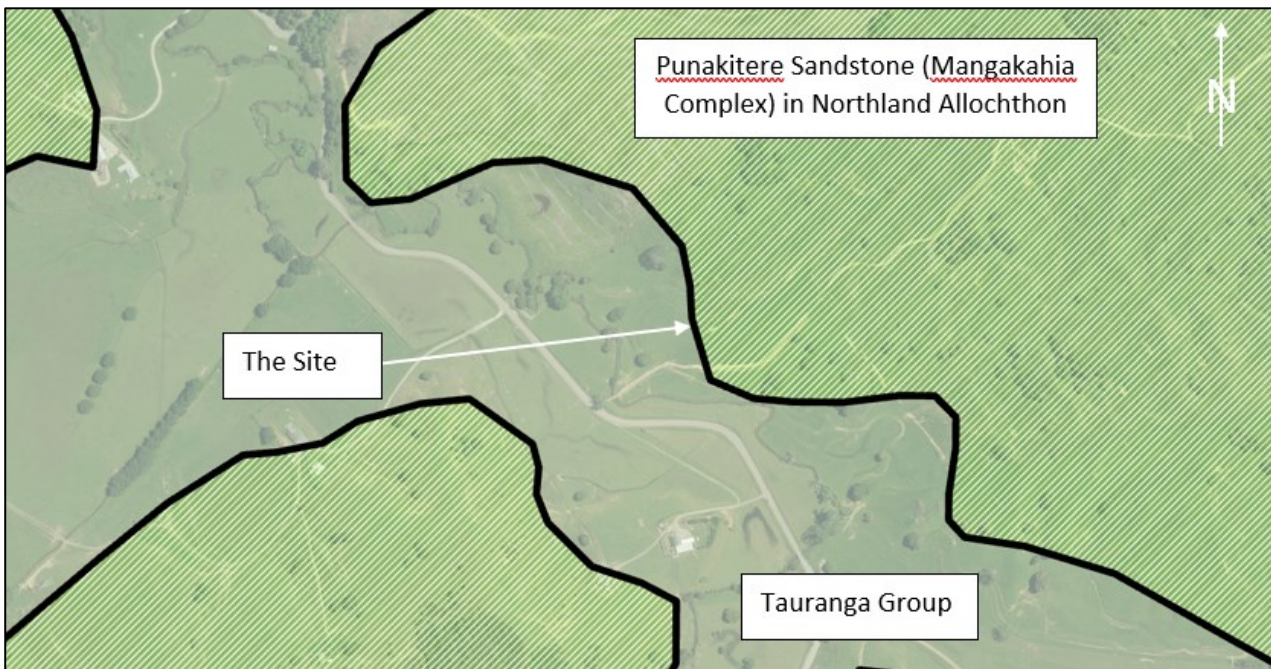 Punakitere Sandstone (Mangakahia
Complex) in Northland Allochthon
N
The Site
Tauranga Group